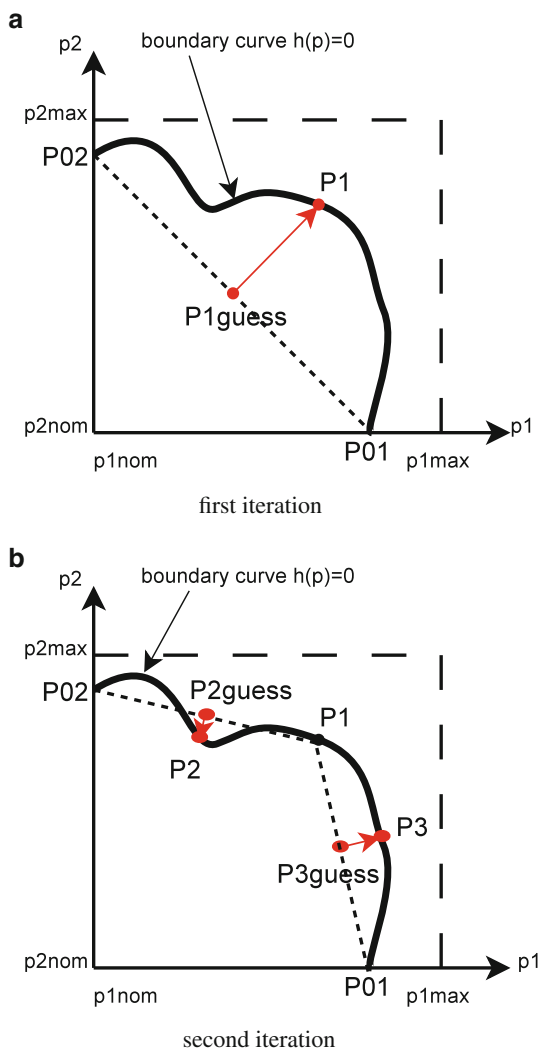 a
boundary curve h(p)=0
p2
p2max
P02
P1
P1guess
p2nom
p1
p1nom
P01
p1max
first iteration
b
boundary curve h(p)=0
p2
p2max
P02
P2guess
P1
P2
P3
P3guess
p2nom
p1
p1nom
P01
p1max
second iteration